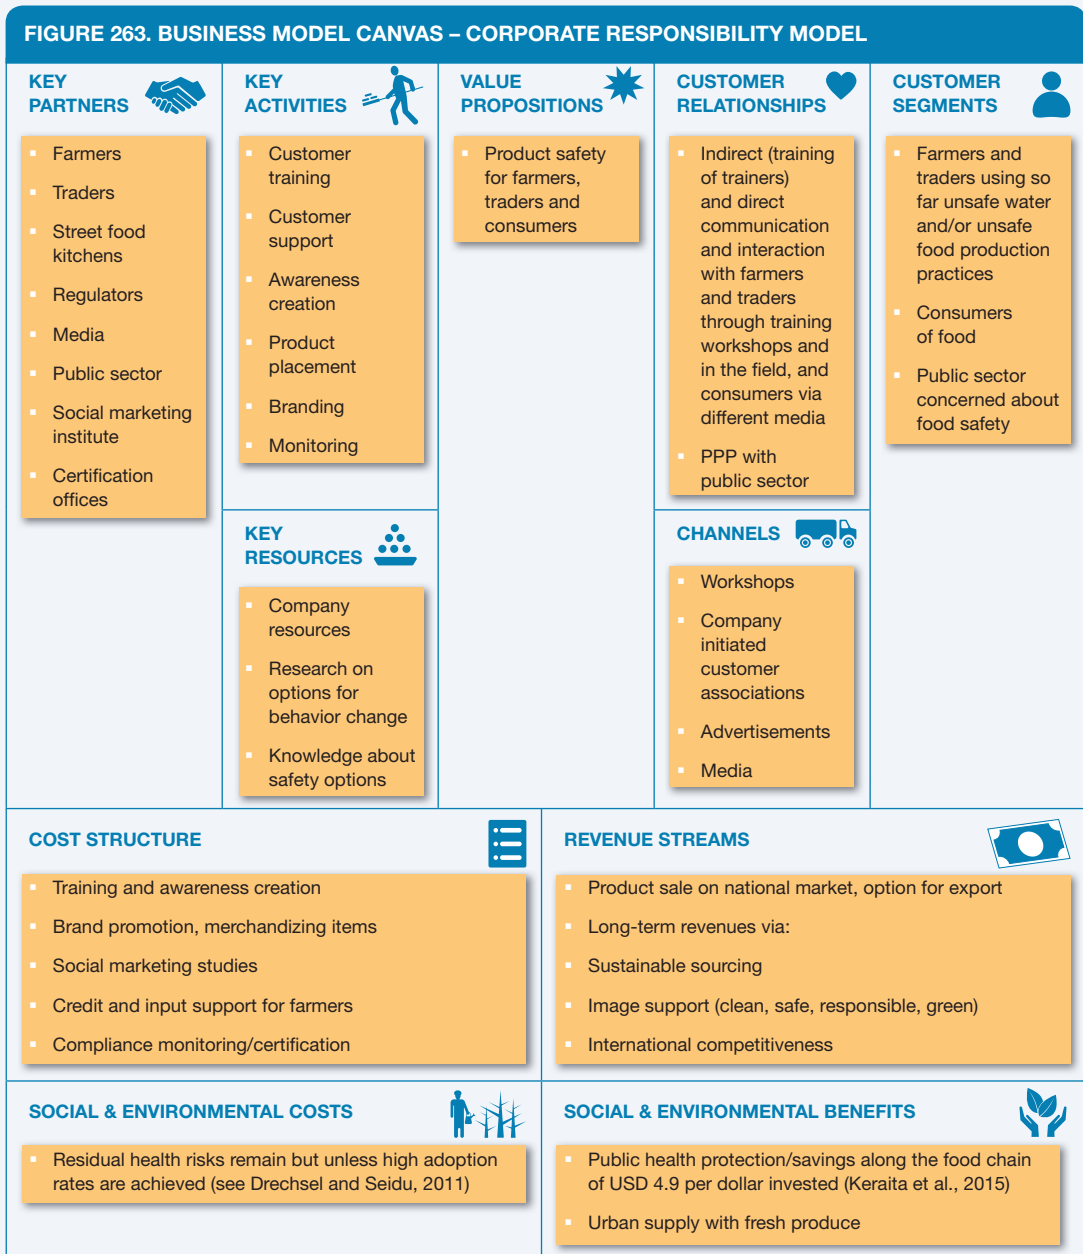 FIGURE 263. BUSINESS MODEL CANVAS – CORPORATE RESPONSIBILITY MODEL
KEY
PARTNERS
Farmers
Traders
Street food
kitchens
Regulators
Media
Public sector
Social marketing
institute
Certification
offices
KEY
ACTIVITIES
Customer
training
Customer
support
Awareness
creation
Product
placement
Branding
Monitoring
KEY
RESOURCES
Company
resources
Research on
options for
behavior change
Knowledge about
safety options
VALUE
PROPOSITIONS
Product safety
for farmers,
traders and
consumers
CUSTOMER
RELATIONSHIPS
Indirect (training
of trainers)
and direct
communication
and interaction
with farmers
and traders
through training
workshops and
in the field, and
consumers via
different media
PPP with
public sector
CHANNELS
Workshops
Company
initiated
customer
associations
Advertisements
Media
CUSTOMER
SEGMENTS
Farmers and
traders using so
far unsafe water
and/or unsafe
food production
practices
Consumers
of food
Public sector
concerned about
food safety
COST STRUCTURE
Training and awareness creation
Brand promotion, merchandizing items
Social marketing studies
Credit and input support for farmers
Compliance monitoring/certification
REVENUE STREAMS
Product sale on national market, option for export
Long-term revenues via:
Sustainable sourcing
Image support (clean, safe, responsible, green)
International competitiveness
SOCIAL & ENVIRONMENTAL COSTS
Residual health risks remain but unless high adoption
rates are achieved (see Drechsel and Seidu, 2011)
SOCIAL & ENVIRONMENTAL BENEFITS
Public health protection/savings along the food chain
of USD 4.9 per dollar invested (Keraita et al., 2015)
Urban supply with fresh produce